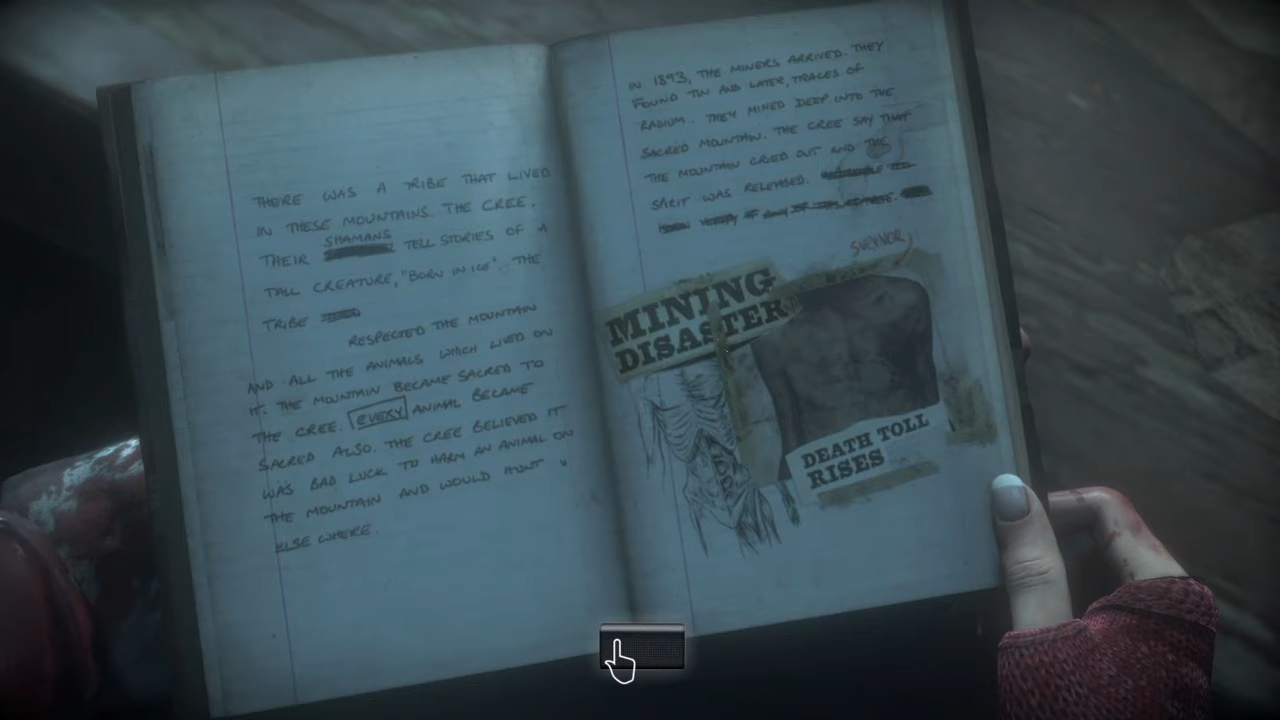 THERE WAS A TRIBE THAT LIVED
IN THESE MOUNTAINS. THE CREE.
SHAMANS
THEIR TELL STORIES OF A
TALL CREATURE, "BORN IN ICE". THE
TRIBE
RESPECTED THE MOUNTAIN
AND ALL THE ANIMALS WHICH LIVED ON
IT. THE MOUNTAIN BECAME SACRED TO
THE CREE. EVERY ANIMAL BECAME
SACRED ALSO. THE CREE BELIEVED IT
WAS BAD LUCK TO HARM AN ANIMAL ON
THE MOUNTAIN AND WOULD HUNT
ELSEWHERE.
IN 1893, THE MINERS ARRIVED. THEY
FOUND TIN AND LATER, TRACES OF
RADIUM. THEY MINED DEEP INTO THE
SACRED MOUNTAIN. THE CREE SAY THAT
THE MOUNTAIN CRIED OUT AND THE
WAS RELEASED.
SURVIVOR
MINING
DISASTER
DEATH TOLL
RISES